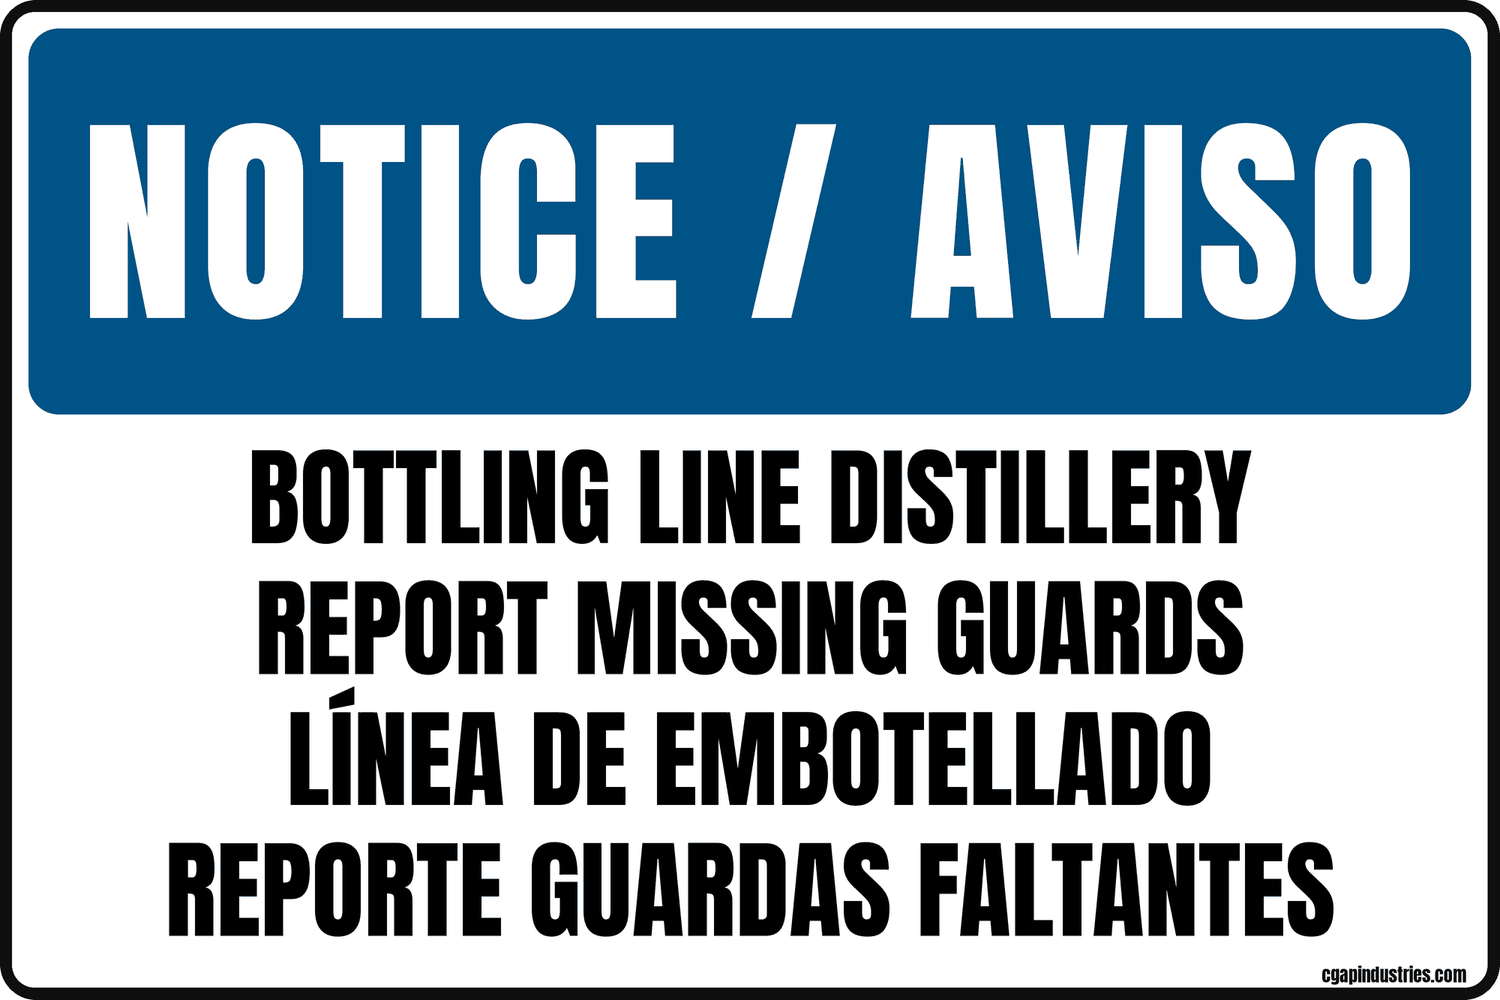 NOTICE / AVISO
BOTTLING LINE DISTILLERY
REPORT MISSING GUARDS
LÍNEA DE EMBOTELLADO
REPORTE GUARDAS FALTANTES
cgapindustries.com